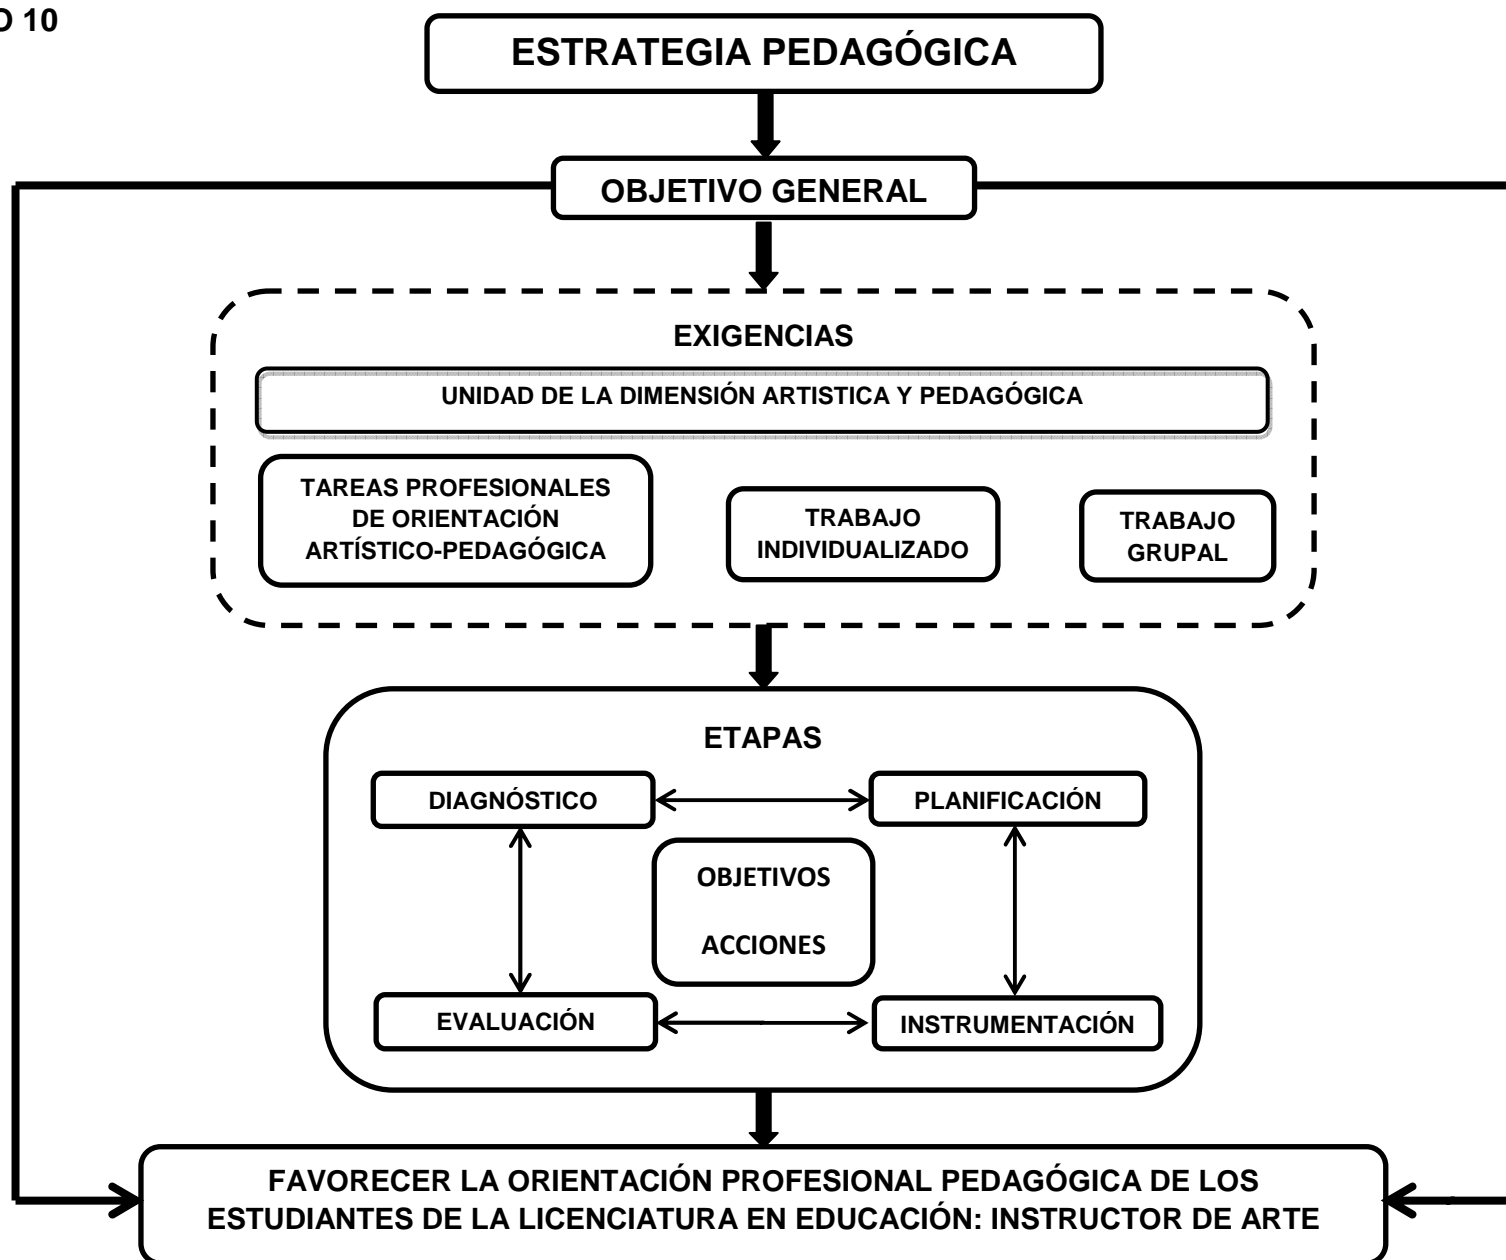 O 10
ESTRATEGIA PEDAGÓGICA
OBJETIVO GENERAL
EXIGENCIAS
UNIDAD DE LA DIMENSIÓN ARTISTICA Y PEDAGÓGICA
TAREAS PROFESIONALES
DE ORIENTACIÓN
ARTÍSTICO-PEDAGÓGICA
TRABAJO
INDIVIDUALIZADO
TRABAJO
GRUPAL
ETAPAS
DIAGNÓSTICO
PLANIFICACIÓN
OBJETIVOS
ACCIONES
EVALUACIÓN
INSTRUMENTACIÓN
FAVORECER LA ORIENTACIÓN PROFESIONAL PEDAGÓGICA DE LOS
ESTUDIANTES DE LA LICENCIATURA EN EDUCACIÓN: INSTRUCTOR DE ARTE